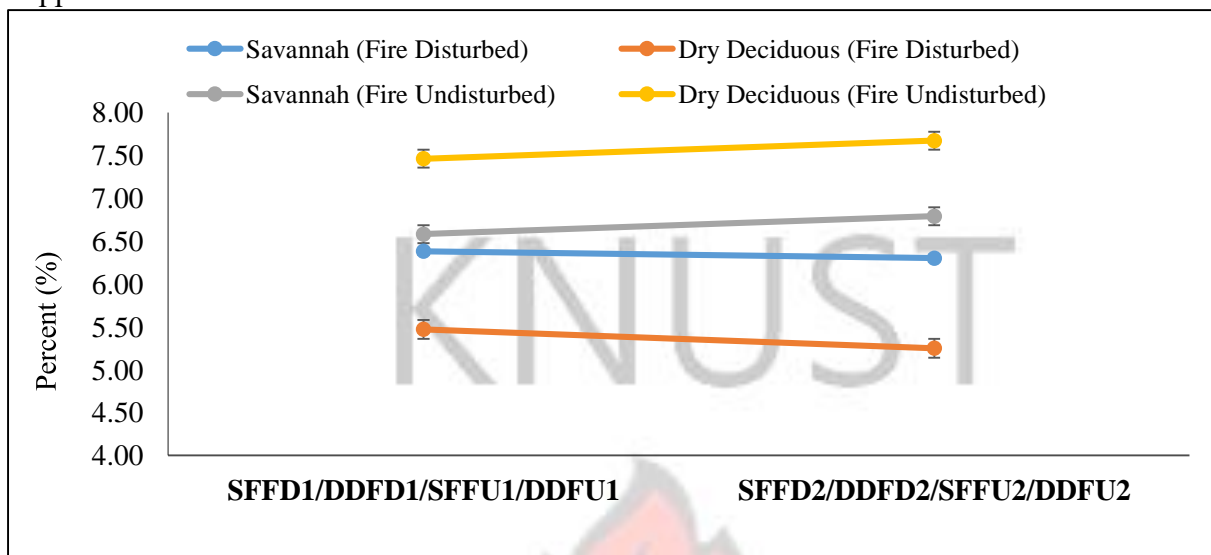 Savannah (Fire Disturbed) Dry Deciduous (Fire Disturbed)
Savannah (Fire Undisturbed) Dry Deciduous (Fire Undisturbed)
8.00
7.50
7.00
6.50
6.00
5.50
5.00
4.50
4.00
Percent (%)
KNUST
SFFD1/DDFD1/SFFU1/DDFU1 SFFD2/DDFD2/SFFU2/DDFU2